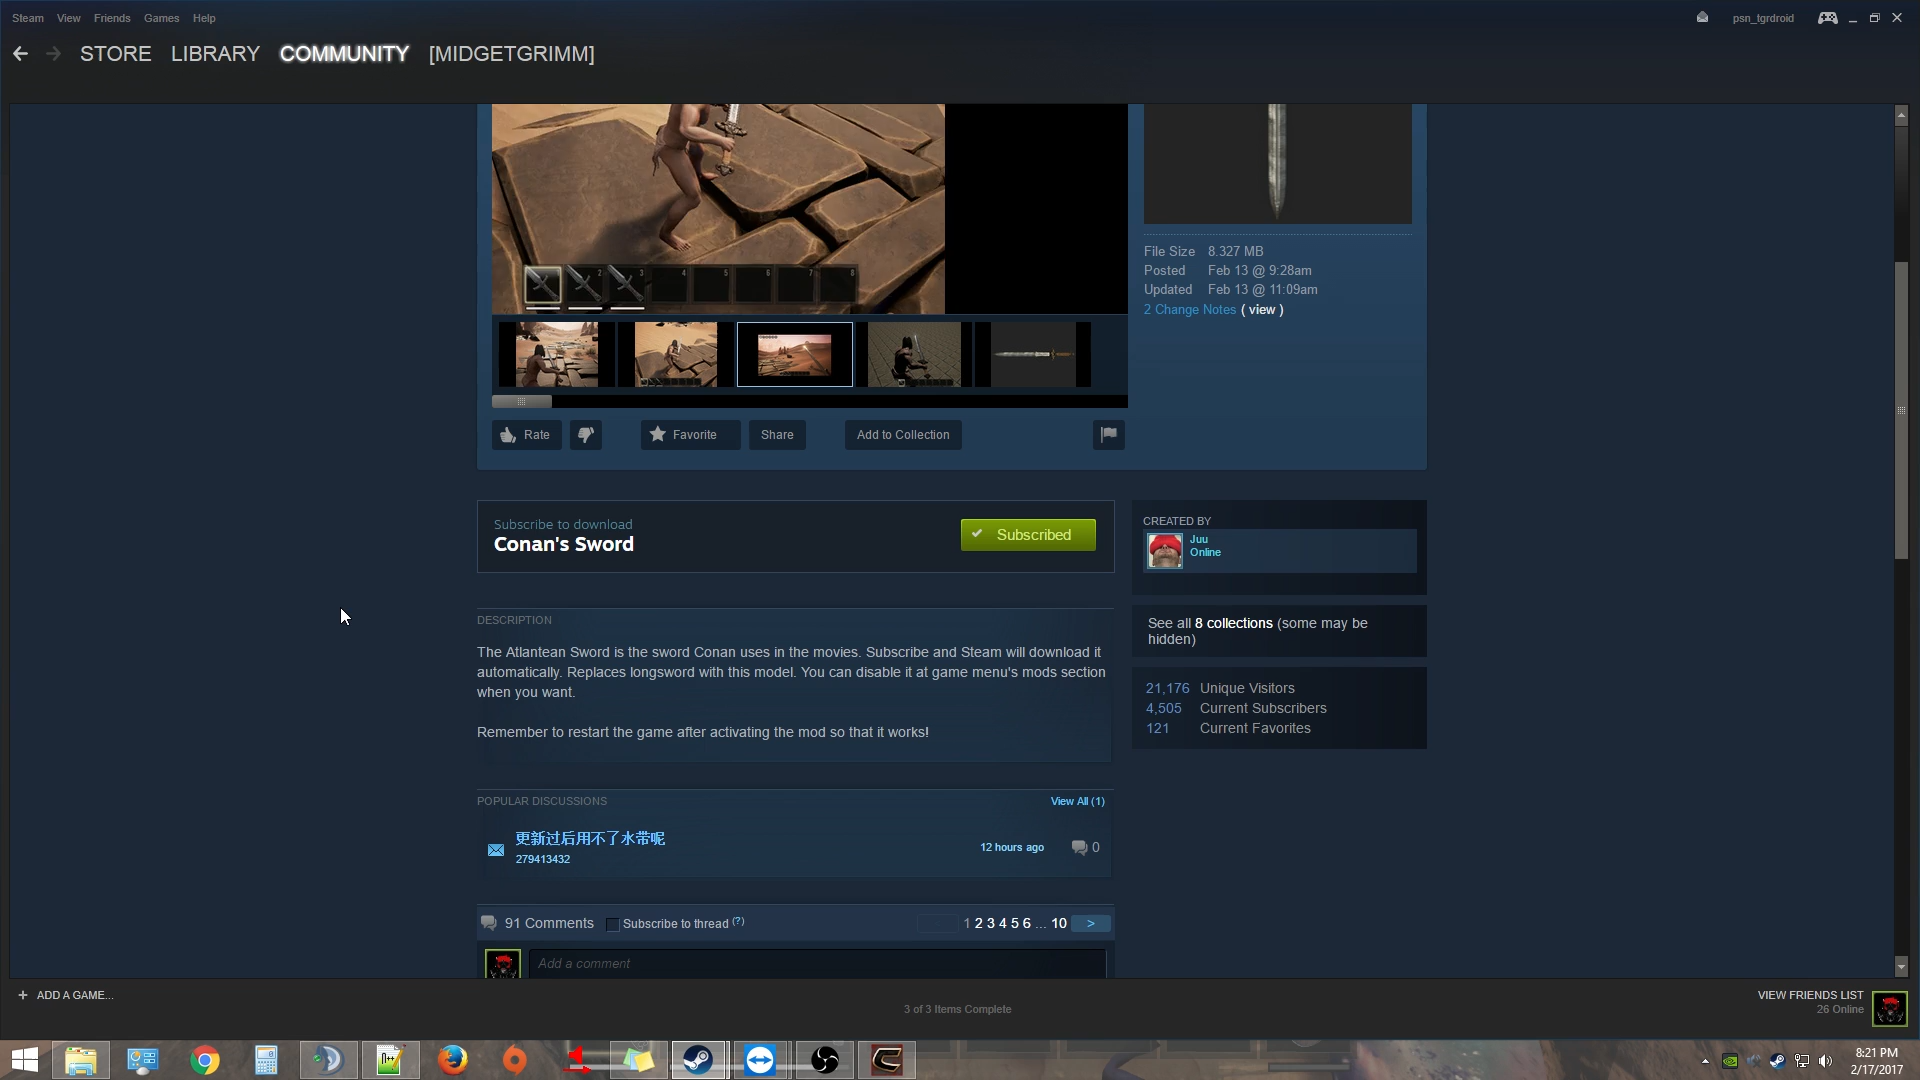 Steam View Friends Games Help
psn_tgrdroid
STORE LIBRARY COMMUNITY [MIDGETGRIMM]
2 3 4 5 6 7 8
File Size 8.327 MB
Posted Feb 13 @ 9:28am
Updated Feb 13 @ 11:09am
2 Change Notes ( view )
Rate
Favorite
Share
Add to Collection
Subscribe to download
Conan's Sword
Subscribed
CREATED BY
Juu
Online
See all 8 collections (some may be
hidden)
21,176 Unique Visitors
4,505 Current Subscribers
121 Current Favorites
DESCRIPTION
The Atlantean Sword is the sword Conan uses in the movies. Subscribe and Steam will download it
automatically. Replaces longsword with this model. You can disable it at game menu's mods section
when you want.
Remember to restart the game after activating the mod so that it works!
POPULAR DISCUSSIONS
View All (1)
更新过后用不了水带呢
279413432
12 hours ago
0
91 Comments
Subscribe to thread (?)
1 2 3 4 5 6 ... 10 >
Add a comment
+ ADD A GAME...
3 of 3 Items Complete
VIEW FRIENDS LIST
26 Online
8:21 PM
2/17/2017